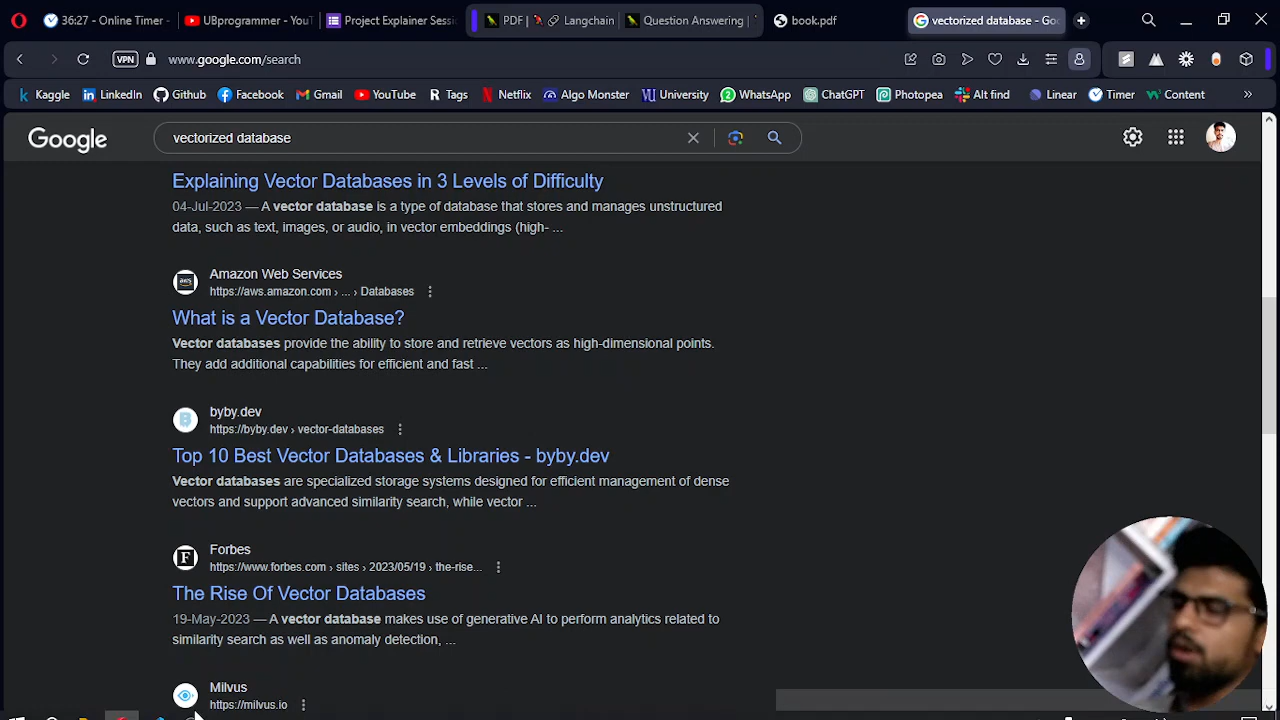 36:27 - Online Timer -
UBprogrammer - YouT
Project Explainer Sessi
PDF |
Langchain
Question Answering |
book.pdf
vectorized database - Goo
VPN
www.google.com/search
Kaggle
LinkedIn
Github
Facebook
Gmail
YouTube
Tags
Netflix
Algo Monster
University
WhatsApp
ChatGPT
Photopea
Alt find
Linear
Timer
Content
»
Google
vectorized database
Explaining Vector Databases in 3 Levels of Difficulty
04-Jul-2023 — A vector database is a type of database that stores and manages unstructured
data, such as text, images, or audio, in vector embeddings (high- ...
aws
Amazon Web Services
https://aws.amazon.com › ... › Databases
What is a Vector Database?
Vector databases provide the ability to store and retrieve vectors as high-dimensional points.
They add additional capabilities for efficient and fast ...
byby.dev
https://byby.dev › vector-databases
Top 10 Best Vector Databases & Libraries - byby.dev
Vector databases are specialized storage systems designed for efficient management of dense
vectors and support advanced similarity search, while vector ...
F
Forbes
https://www.forbes.com › sites › 2023/05/19 › the-rise...
The Rise Of Vector Databases
19-May-2023 — A vector database makes use of generative AI to perform analytics related to
similarity search as well as anomaly detection, ...
Milvus
https://milvus.io